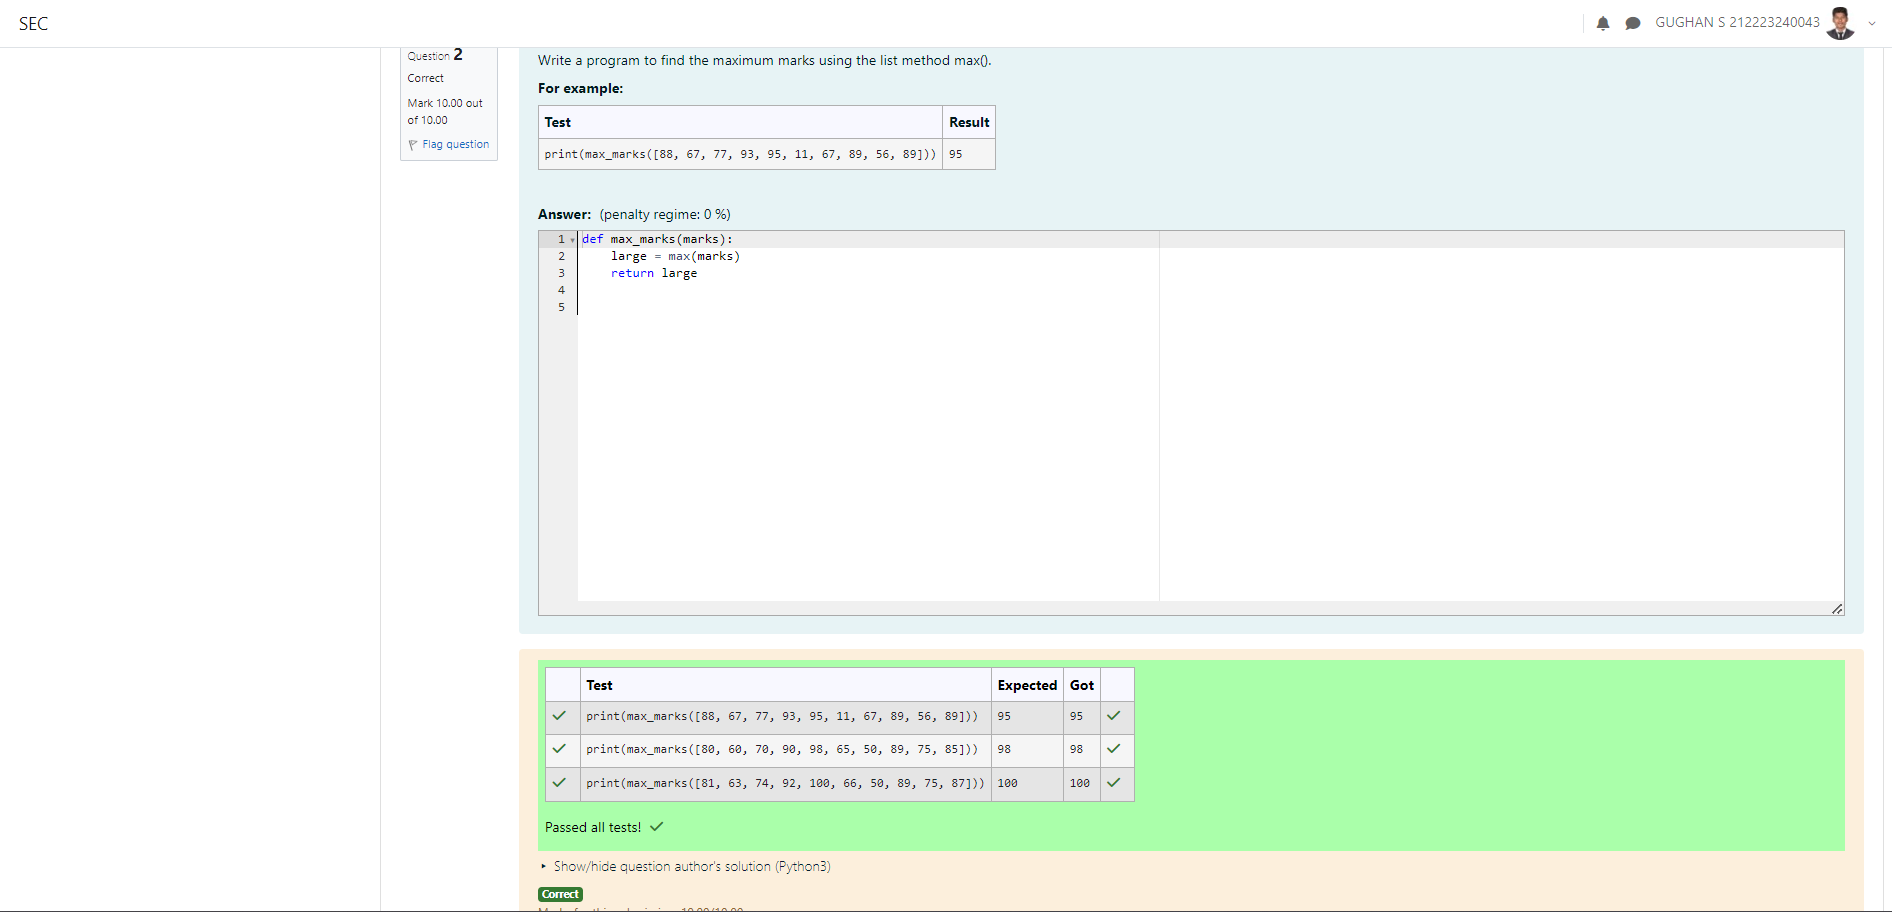 SEC
GUGHAN S 212223240043
Question 2
Correct
Mark 10.00 out
of 10.00
Flag question
Write a program to find the maximum marks using the list method max().
For example:
Test Result
print(max_marks([88, 67, 77, 93, 95, 11, 67, 89, 56, 89])) 95
Answer: (penalty regime: 0 %)
1 def max_marks(marks):
2     large = max(marks)
3     return large
4
5
Test Expected Got
print(max_marks([88, 67, 77, 93, 95, 11, 67, 89, 56, 89])) 95 95
print(max_marks([80, 60, 70, 90, 98, 65, 50, 89, 75, 85])) 98 98
print(max_marks([81, 63, 74, 92, 100, 66, 50, 89, 75, 87])) 100 100
Passed all tests!
Show/hide question author's solution (Python3)
Correct